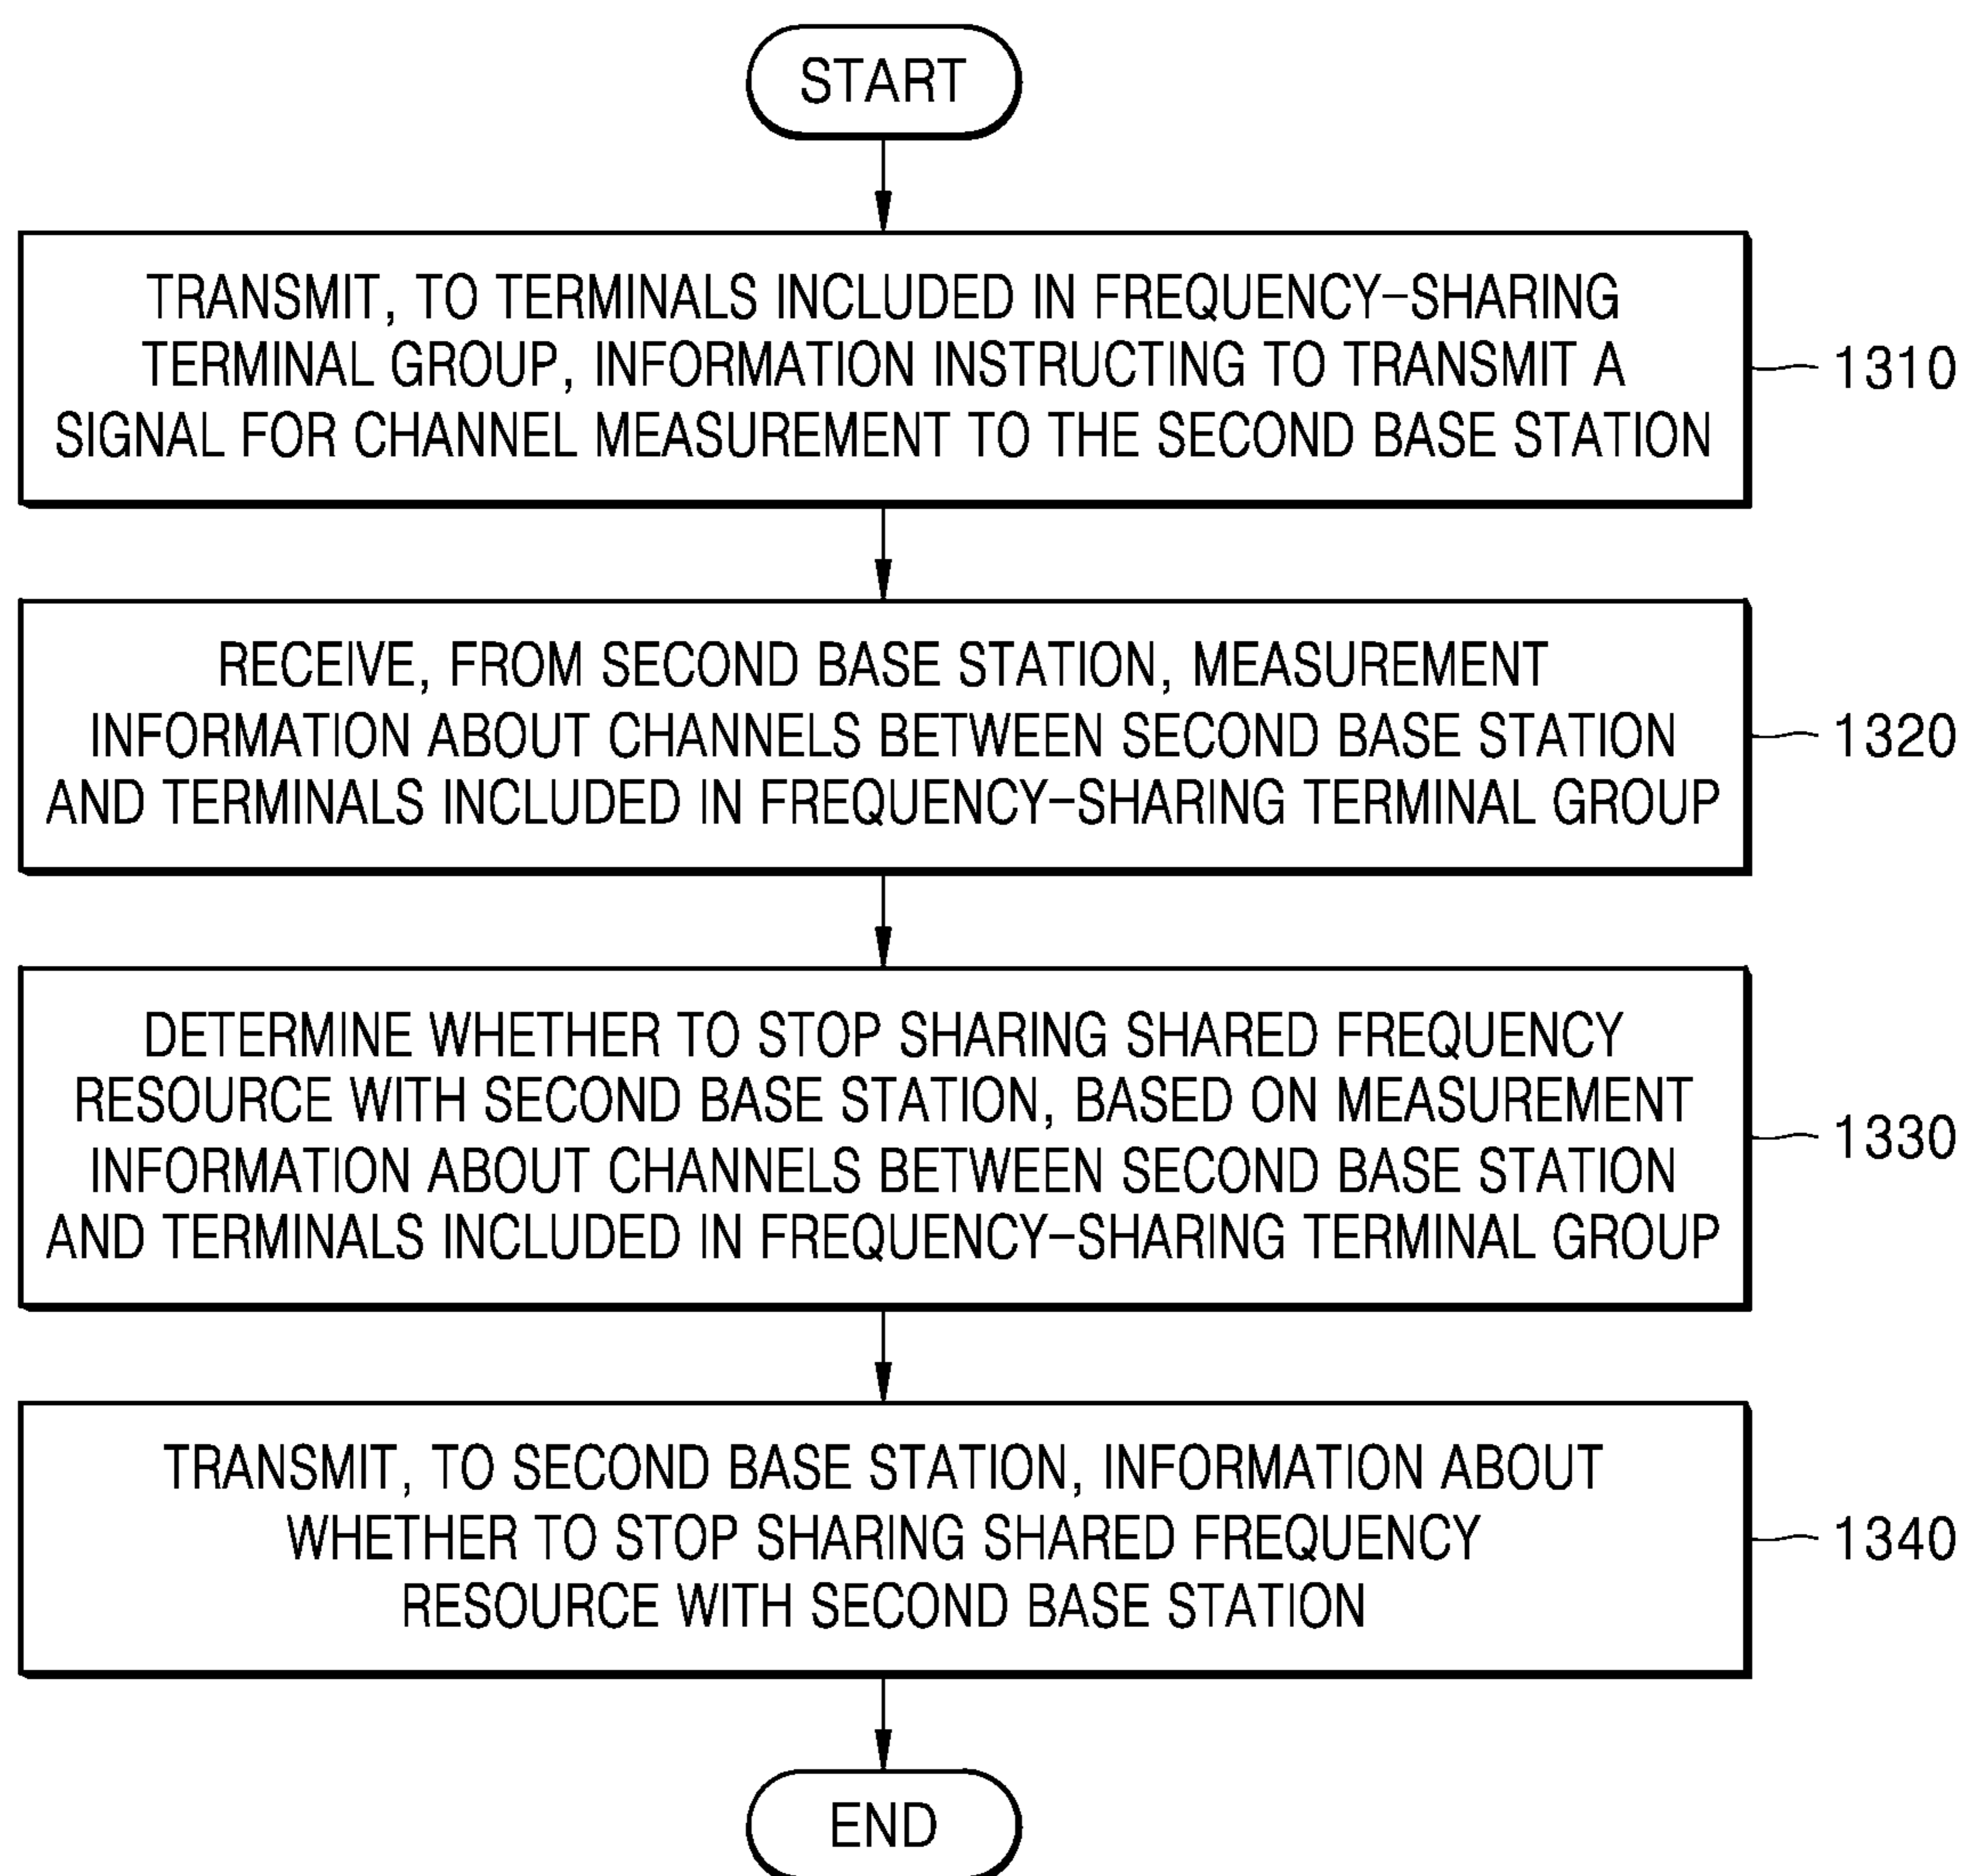 START
TRANSMIT, TO TERMINALS INCLUDED IN FREQUENCY-SHARING
TERMINAL GROUP, INFORMATION INSTRUCTING TO TRANSMIT A
SIGNAL FOR CHANNEL MEASUREMENT TO THE SECOND BASE STATION
1310
RECEIVE, FROM SECOND BASE STATION, MEASUREMENT
INFORMATION ABOUT CHANNELS BETWEEN SECOND BASE STATION
AND TERMINALS INCLUDED IN FREQUENCY-SHARING TERMINAL GROUP
1320
DETERMINE WHETHER TO STOP SHARING SHARED FREQUENCY
RESOURCE WITH SECOND BASE STATION, BASED ON MEASUREMENT
INFORMATION ABOUT CHANNELS BETWEEN SECOND BASE STATION
AND TERMINALS INCLUDED IN FREQUENCY-SHARING TERMINAL GROUP
1330
TRANSMIT, TO SECOND BASE STATION, INFORMATION ABOUT
WHETHER TO STOP SHARING SHARED FREQUENCY
RESOURCE WITH SECOND BASE STATION
1340
END